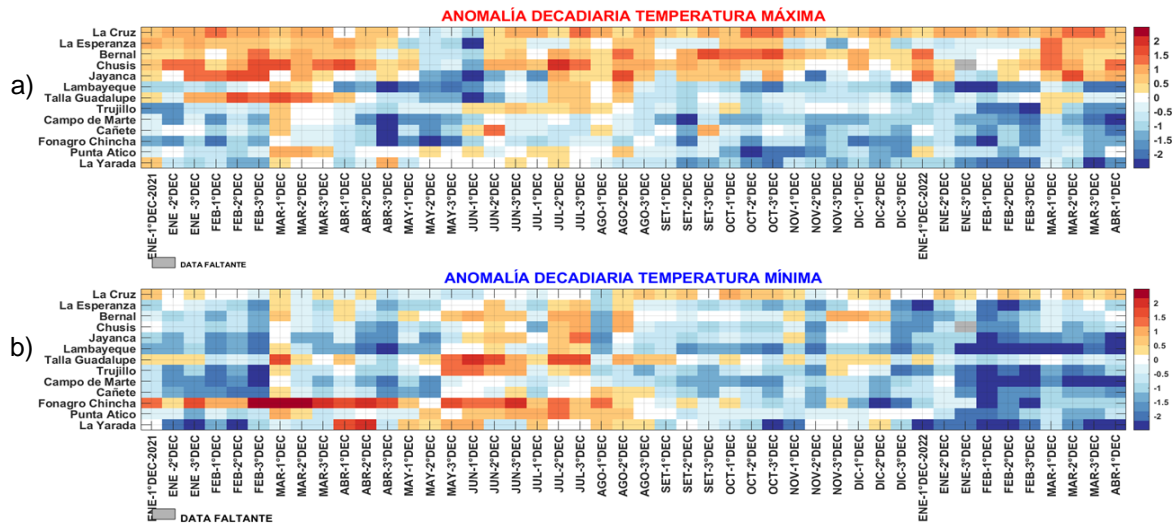 ANOMALÍA DECADIARIA TEMPERATURA MÁXIMA
a)
La Cruz
La Esperanza
Bernal
Chusis
Jayanca
Lambayeque
Talla Guadalupe
Trujillo
Campo de Marte
Cañete
Fonagro Chincha
Punta Atico
La Yarada
2
1.5
1
0.5
0
-0.5
-1
-1.5
-2
ENE-1°DEC-2021
ENE -2°DEC
ENE -3°DEC
FEB-1°DEC
FEB-2°DEC
FEB-3°DEC
MAR-1°DEC
MAR-2°DEC
MAR-3°DEC
ABR-1°DEC
ABR-2°DEC
ABR-3°DEC
MAY-1°DEC
MAY-2°DEC
MAY-3°DEC
JUN-1°DEC
JUN-2°DEC
JUN-3°DEC
JUL-1°DEC
JUL-2°DEC
JUL-3°DEC
AGO-1°DEC
AGO-2°DEC
AGO-3°DEC
SET-1°DEC
SET-2°DEC
SET-3°DEC
OCT-1°DEC
OCT-2°DEC
OCT-3°DEC
NOV-1°DEC
NOV-2°DEC
NOV-3°DEC
DIC-1°DEC
DIC-2°DEC
DIC-3°DEC
ENE-1°DEC-2022
ENE-2°DEC
ENE-3°DEC
FEB-1°DEC
FEB-2°DEC
FEB-3°DEC
MAR-1°DEC
MAR-2°DEC
MAR-3°DEC
ABR-1°DEC
DATA FALTANTE
ANOMALÍA DECADIARIA TEMPERATURA MÍNIMA
b)
La Cruz
La Esperanza
Bernal
Chusis
Jayanca
Lambayeque
Talla Guadalupe
Trujillo
Campo de Marte
Cañete
Fonagro Chincha
Punta Atico
La Yarada
2
1.5
1
0.5
0
-0.5
-1
-1.5
-2
ENE-1°DEC-2021
ENE -2°DEC
ENE -3°DEC
FEB-1°DEC
FEB-2°DEC
FEB-3°DEC
MAR-1°DEC
MAR-2°DEC
MAR-3°DEC
ABR-1°DEC
ABR-2°DEC
ABR-3°DEC
MAY-1°DEC
MAY-2°DEC
MAY-3°DEC
JUN-1°DEC
JUN-2°DEC
JUN-3°DEC
JUL-1°DEC
JUL-2°DEC
JUL-3°DEC
AGO-1°DEC
AGO-2°DEC
AGO-3°DEC
SET-1°DEC
SET-2°DEC
SET-3°DEC
OCT-1°DEC
OCT-2°DEC
OCT-3°DEC
NOV-1°DEC
NOV-2°DEC
NOV-3°DEC
DIC-1°DEC
DIC-2°DEC
DIC-3°DEC
ENE-1°DEC-2022
ENE-2°DEC
ENE-3°DEC
FEB-1°DEC
FEB-2°DEC
FEB-3°DEC
MAR-1°DEC
MAR-2°DEC
MAR-3°DEC
ABR-1°DEC
DATA FALTANTE